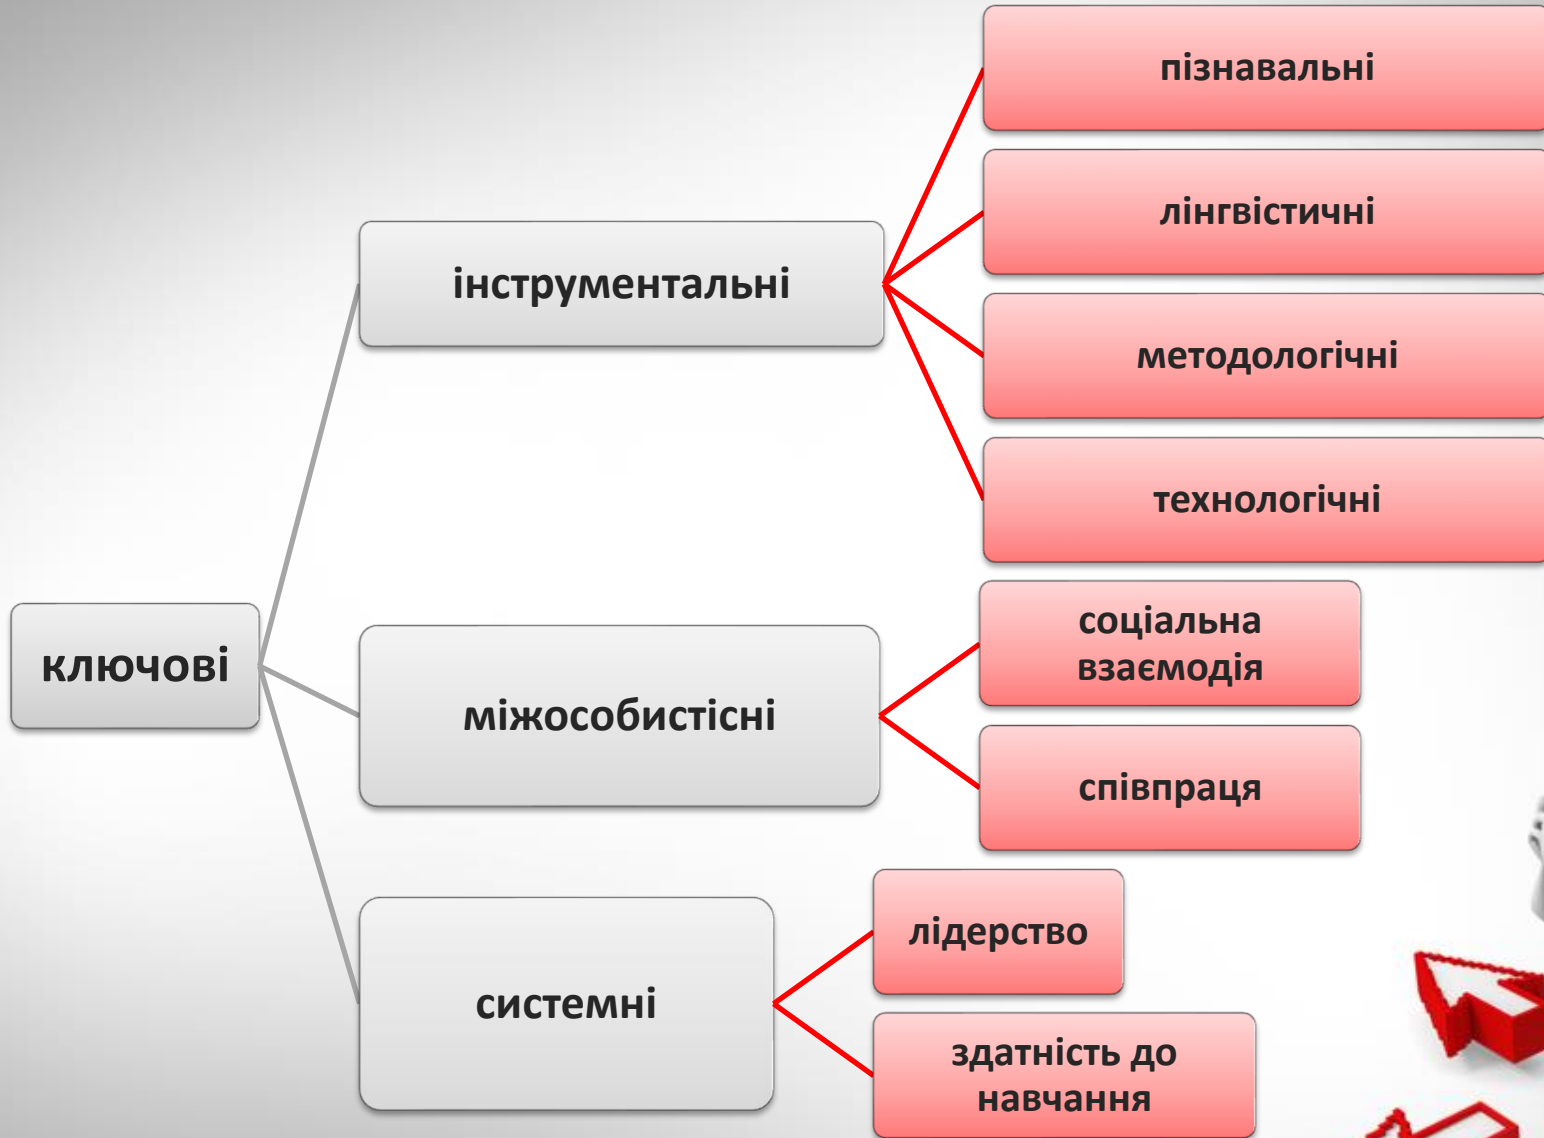 ключові
інструментальні
пізнавальні
лінгвістичні
методологічні
технологічні
міжособистісні
соціальна
взаємодія
співпраця
системні
лідерство
здатність до
навчання